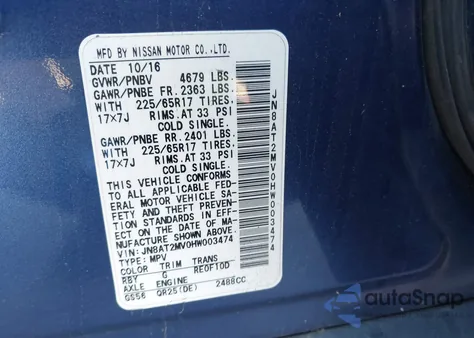 MFD BY NISSAN MOTOR CO.,LTD.
DATE 10/16
GVWR/PNBV 4679 LBS.
GAWR/PNBE FR. 2363 LBS.
WITH 225/65R17 TIRES,
17x7J RIMS.AT 33 PSI
COLD SINGLE.
GAWR/PNBE RR. 2401 LBS.
WITH 225/65R17 TIRES,
17x7J RIMS.AT 33 PSI
COLD SINGLE.
THIS VEHICLE CONFORMS
TO ALL APPLICABLE FED-
ERAL MOTOR VEHICLE SA-
FETY AND THEFT PREVENTION
STANDARDS IN EFF-
ECT ON THE DATE OF MA-
NUFACTURE SHOWN ABOVE.
VIN: JN8AT2MV0HW003474
TYPE: MPV
COLOR TRIM TRANS
RBY G RE0F10D
AXLE ENGINE
GS56 QR25(DE) 2488CC
JN8AT2MV0HW003474
autoSnap